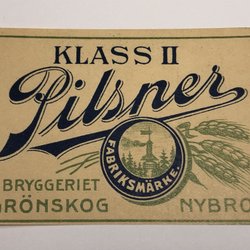 KLASS II
Pilsner
FABRIKSMÄRKE.
BRYGGERIET
GRÖNSKOG NYBRO